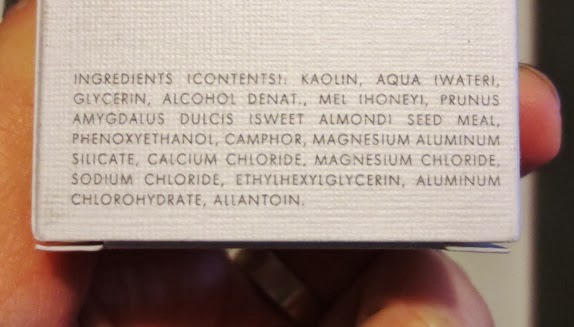 INGREDIENTS (CONTENTS): KAOLIN, AQUA (WATER),
GLYCERIN, ALCOHOL DENAT., MEL (HONEY), PRUNUS
AMYGDALUS DULCIS (SWEET ALMOND) SEED MEAL,
PHENOXYETHANOL, CAMPHOR, MAGNESIUM ALUMINUM
SILICATE, CALCIUM CHLORIDE, MAGNESIUM CHLORIDE,
SODIUM CHLORIDE, ETHYLHEXYLGLYCERIN, ALUMINUM
CHLOROHYDRATE, ALLANTOIN.